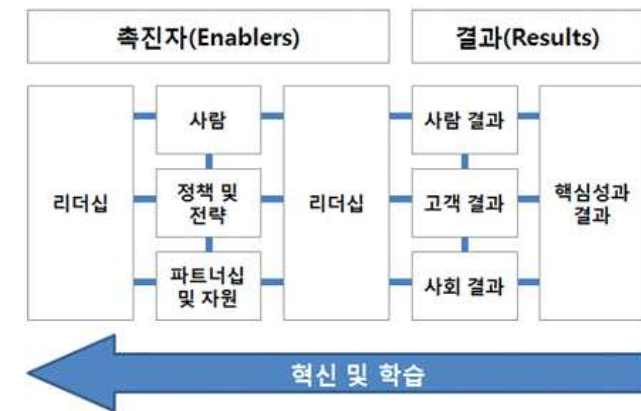 촉진자(Enablers)
결과(Results)
리더십
사람
정책 및
전략
파트너십
및 자원
리더십
사람 결과
고객 결과
사회 결과
핵심성과
결과
혁신 및 학습